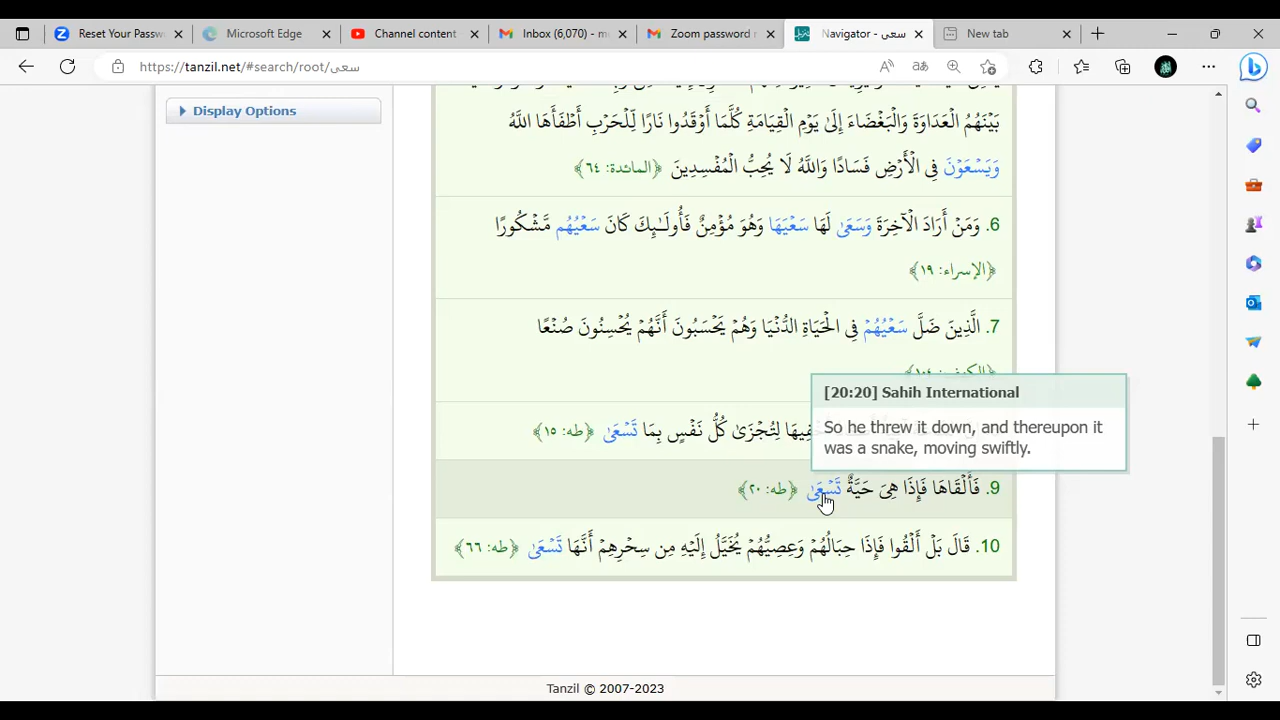 Reset Your Passw
Microsoft Edge
Channel content
Inbox (6,070) - m
Zoom password r
Navigator - سعى
New tab
https://tanzil.net/#search/root/سعى
Display Options
بَيْنَهُمُ الْعَدَاوَةَ وَالْبَغْضَاءَ إِلَىٰ يَوْمِ الْقِيَامَةِ كُلَّمَا أَوْقَدُوا نَارًا لِّلْحَرْبِ أَطْفَأَهَا اللَّهُ
وَيَسْعَوْنَ فِي الْأَرْضِ فَسَادًا وَاللَّهُ لَا يُحِبُّ الْمُفْسِدِينَ ﴿المائدة: ٦٤﴾
6. وَمَنْ أَرَادَ الْآخِرَةَ وَسَعَىٰ لَهَا سَعْيَهَا وَهُوَ مُؤْمِنٌ فَأُولَـٰئِكَ كَانَ سَعْيُهُم مَّشْكُورًا
﴿الإسراء: ١٩﴾
7. الَّذِينَ ضَلَّ سَعْيُهُمْ فِي الْحَيَاةِ الدُّنْيَا وَهُمْ يَحْسَبُونَ أَنَّهُمْ يُحْسِنُونَ صُنْعًا
[20:20] Sahih International
So he threw it down, and thereupon it
was a snake, moving swiftly.
لِتُجْزَىٰ كُلُّ نَفْسٍ بِمَا تَسْعَىٰ ﴿طه: ١٥﴾
9. فَأَلْقَاهَا فَإِذَا هِيَ حَيَّةٌ تَسْعَىٰ ﴿طه: ٢٠﴾
10. قَالَ بَلْ أَلْقُوا فَإِذَا حِبَالُهُمْ وَعِصِيُّهُمْ يُخَيَّلُ إِلَيْهِ مِن سِحْرِهِمْ أَنَّهَا تَسْعَىٰ ﴿طه: ٦٦﴾
Tanzil © 2007-2023